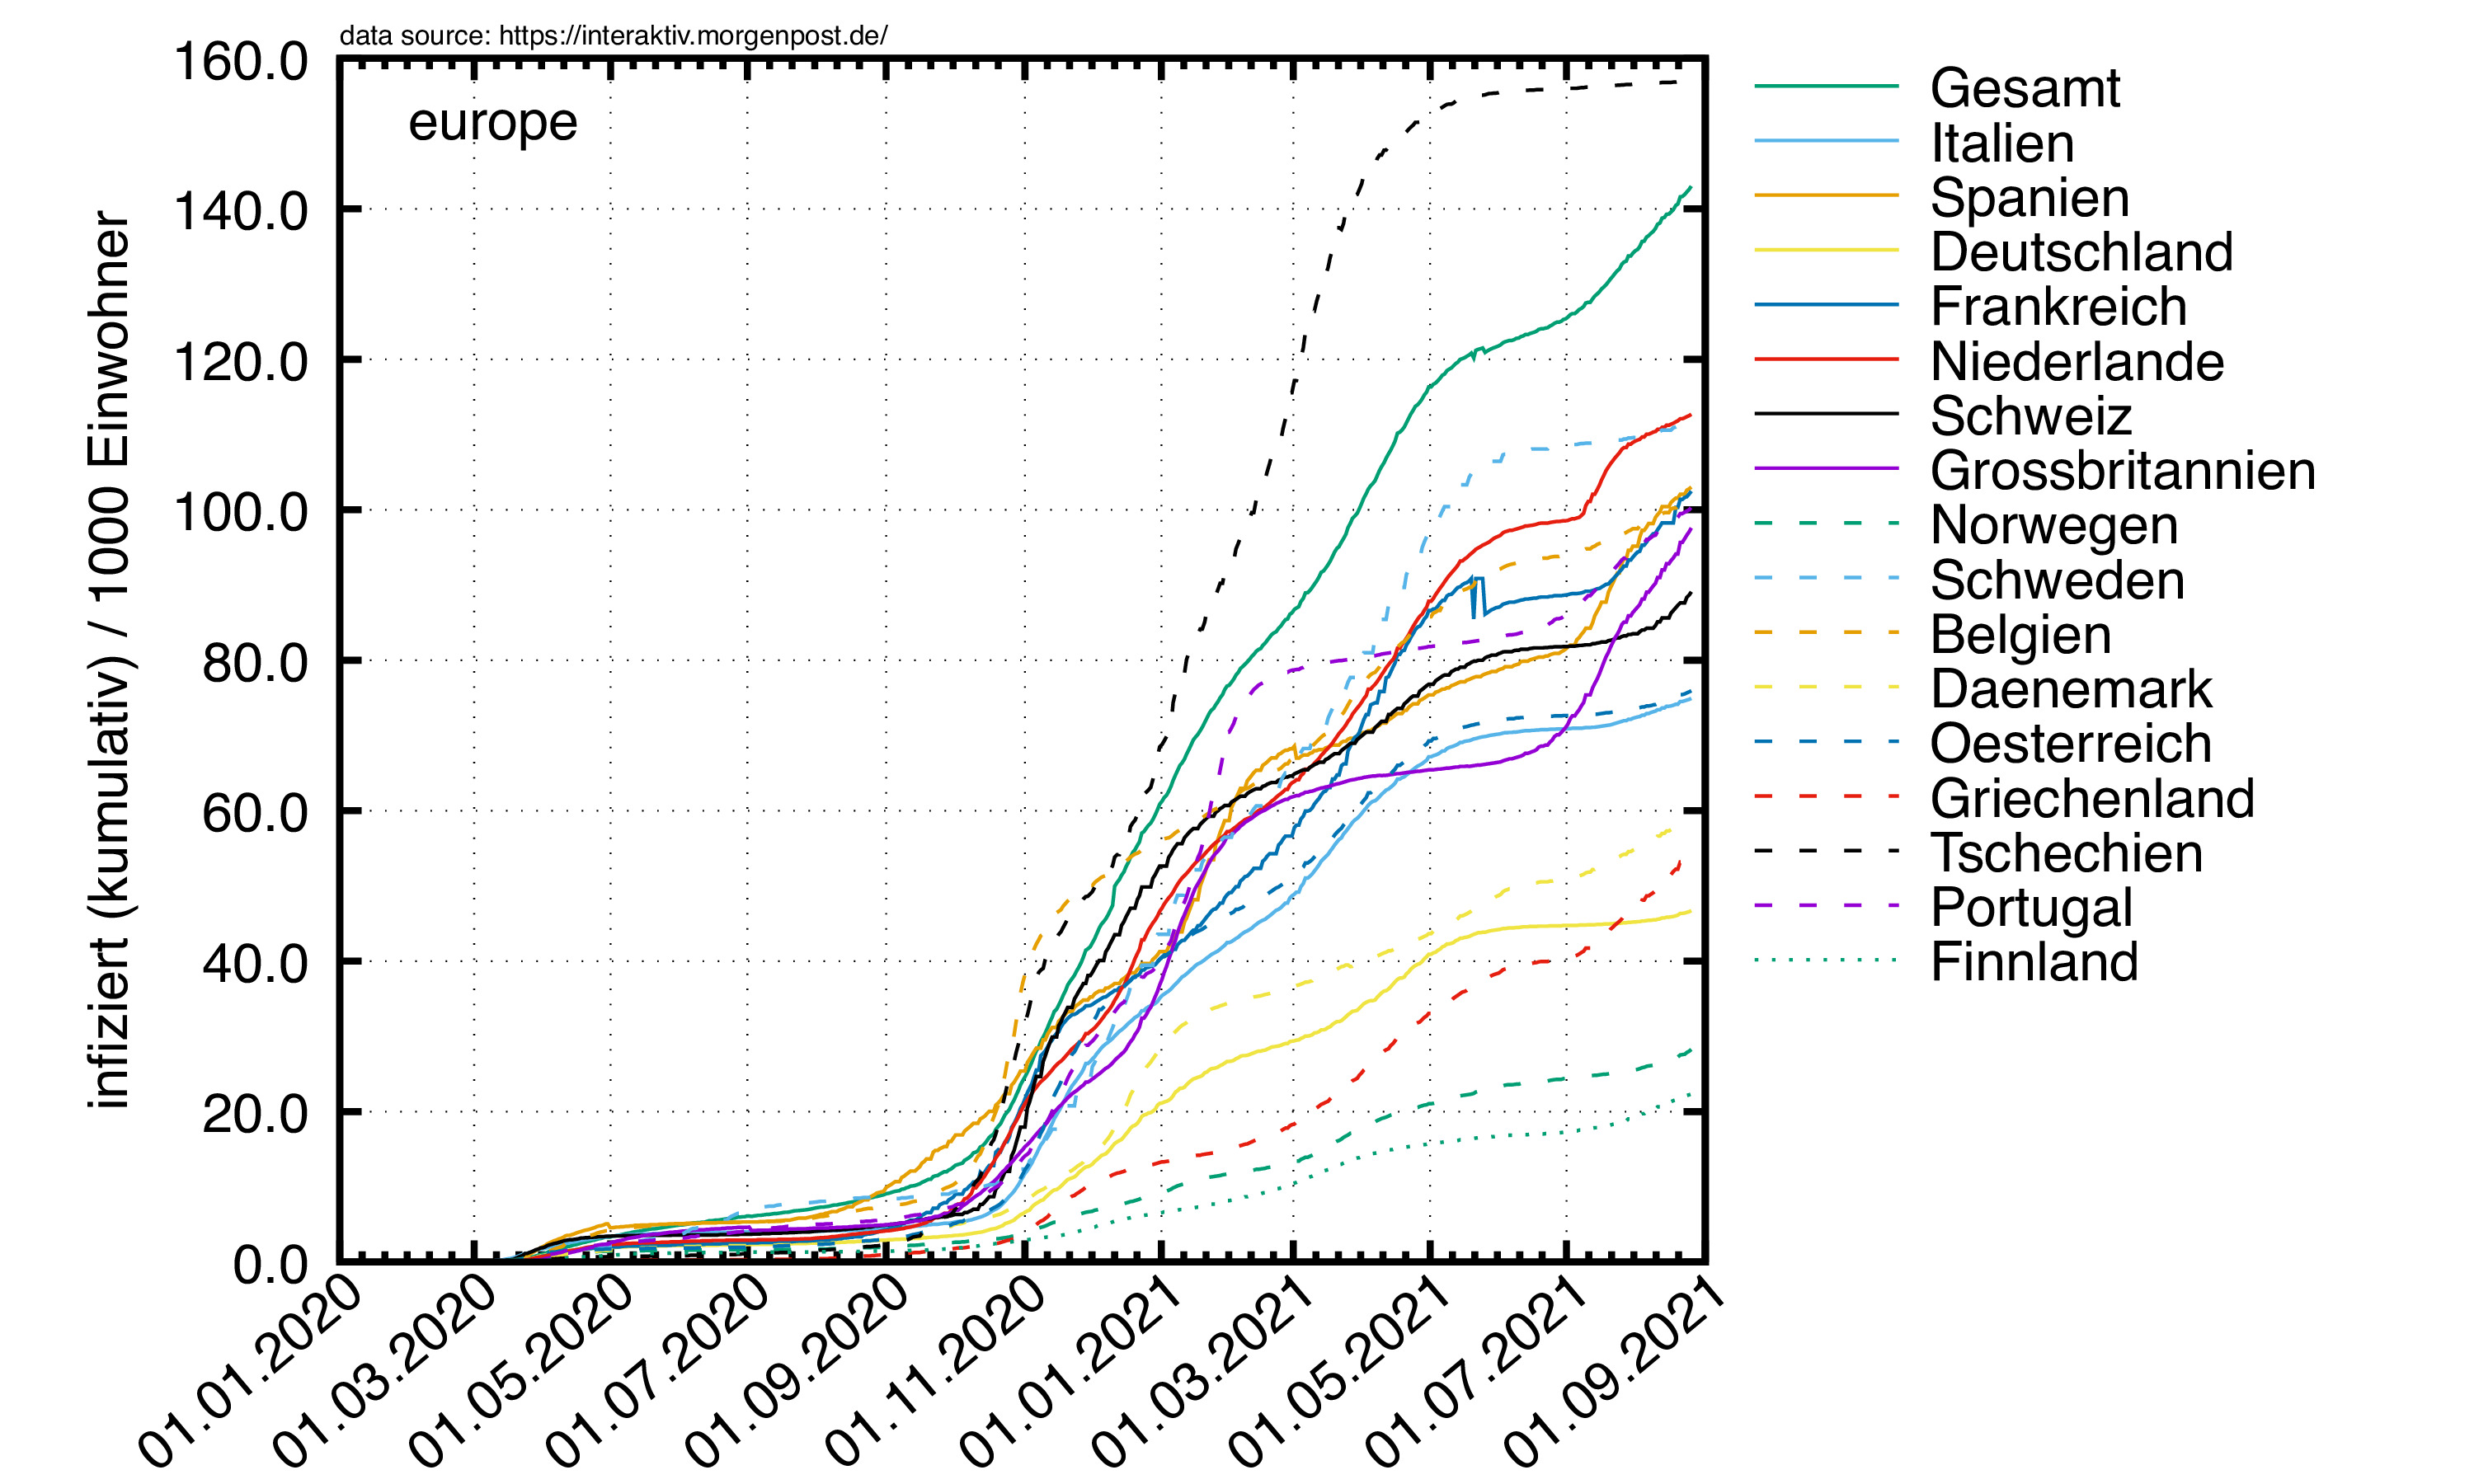 data source: https://interaktiv.morgenpost.de/
europe
infiziert (kumulativ) / 1000 Einwohner
160.0
140.0
120.0
100.0
80.0
60.0
40.0
20.0
0.0
01.01.2020
01.03.2020
01.05.2020
01.07.2020
01.09.2020
01.11.2020
01.01.2021
01.03.2021
01.05.2021
01.07.2021
01.09.2021
Gesamt
Italien
Spanien
Deutschland
Frankreich
Niederlande
Schweiz
Grossbritannien
Norwegen
Schweden
Belgien
Daenemark
Oesterreich
Griechenland
Tschechien
Portugal
Finnland